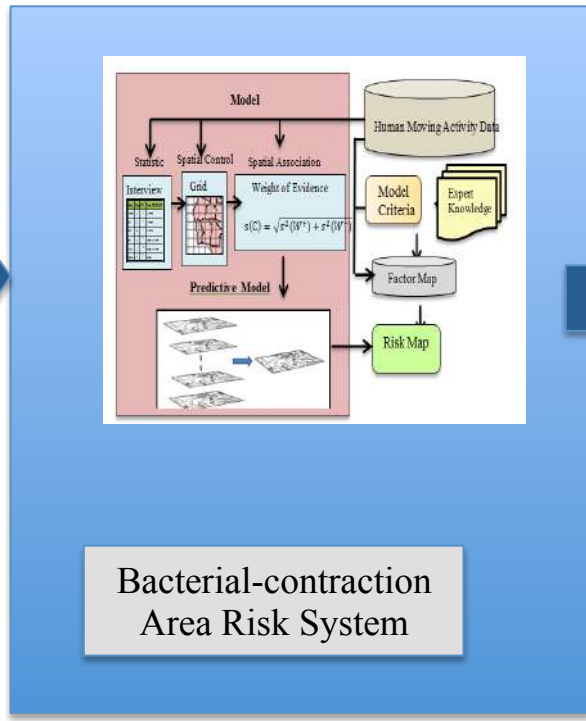 Model
Human Moving Activity Data
Statistic
Spatial Control
Spatial Association
Interview
Grid
Weight of Evidence
s(C) = √s²(W⁺) + s²(W⁻)
Model
Criteria
Expert
Knowledge
Predictive Model
Factor Map
Risk Map
Bacterial-contraction
Area Risk System